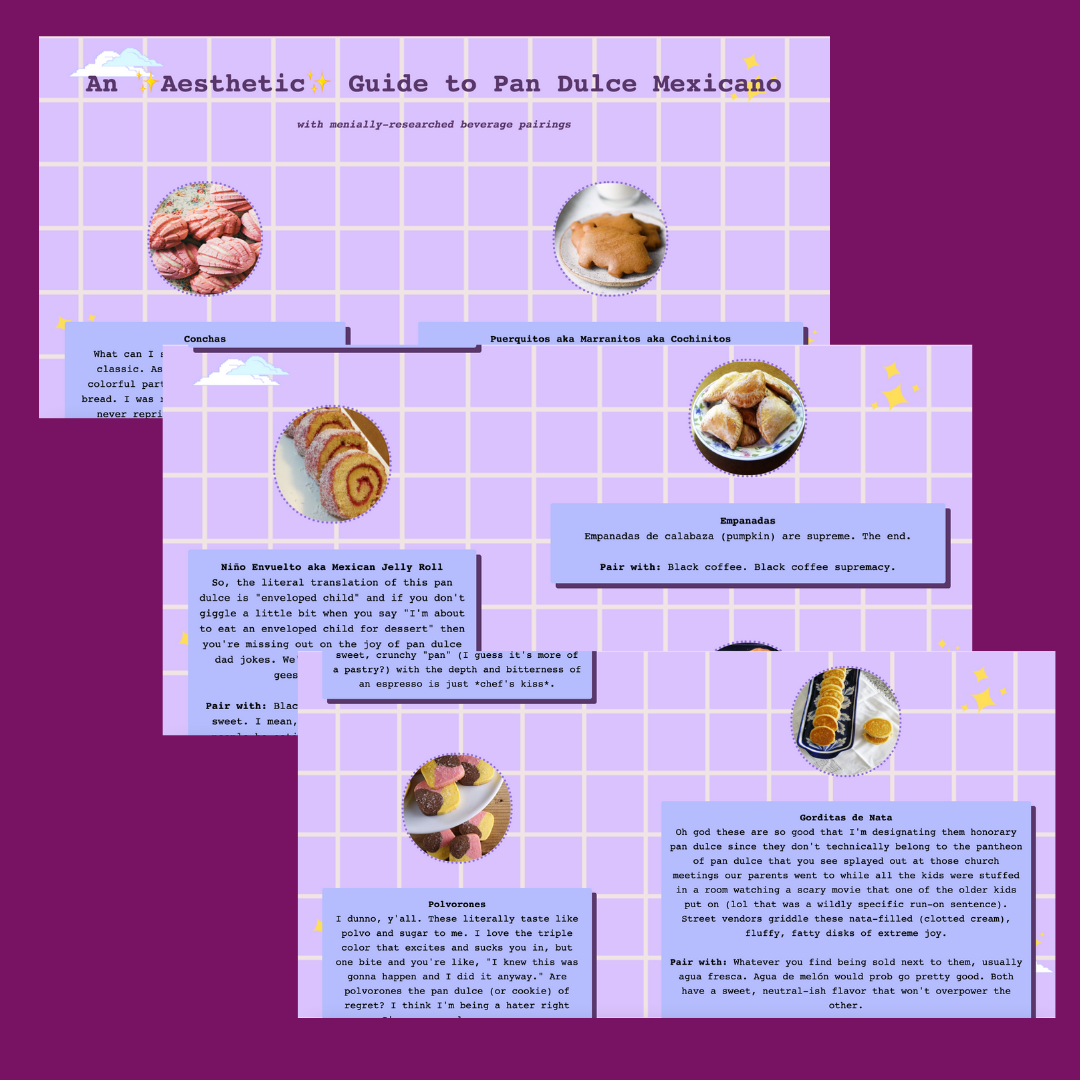 An ✨Aesthetic✨ Guide to Pan Dulce Mexicano
with menially-researched beverage pairings
Conchas
What can I s
classic. As
colorful part
bread. I was
never repri
Puerquitos aka Marranitos aka Cochinitos
Niño Envuelto aka Mexican Jelly Roll
So, the literal translation of this pan
dulce is "enveloped child" and if you don't
giggle a little bit when you say "I'm about
to eat an enveloped child for dessert" then
you're missing out on the joy of pan dulce
dad jokes. We'
gees
Pair with: Blac
sweet. I mean,
Empanadas
Empanadas de calabaza (pumpkin) are supreme. The end.
Pair with: Black coffee. Black coffee supremacy.
sweet, crunchy "pan" (I guess it's more of
a pastry?) with the depth and bitterness of
an espresso is just *chef's kiss*.
Polvorones
I dunno, y'all. These literally taste like
polvo and sugar to me. I love the triple
color that excites and sucks you in, but
one bite and you're like, "I knew this was
gonna happen and I did it anyway." Are
polvorones the pan dulce (or cookie) of
regret? I think I'm being a hater right
Gorditas de Nata
Oh god these are so good that I'm designating them honorary
pan dulce since they don't technically belong to the pantheon
of pan dulce that you see splayed out at those church
meetings our parents went to while all the kids were stuffed
in a room watching a scary movie that one of the older kids
put on (lol that was a wildly specific run-on sentence).
Street vendors griddle these nata-filled (clotted cream),
fluffy, fatty disks of extreme joy.
Pair with: Whatever you find being sold next to them, usually
agua fresca. Agua de melón would prob go pretty good. Both
have a sweet, neutral-ish flavor that won't overpower the
other.